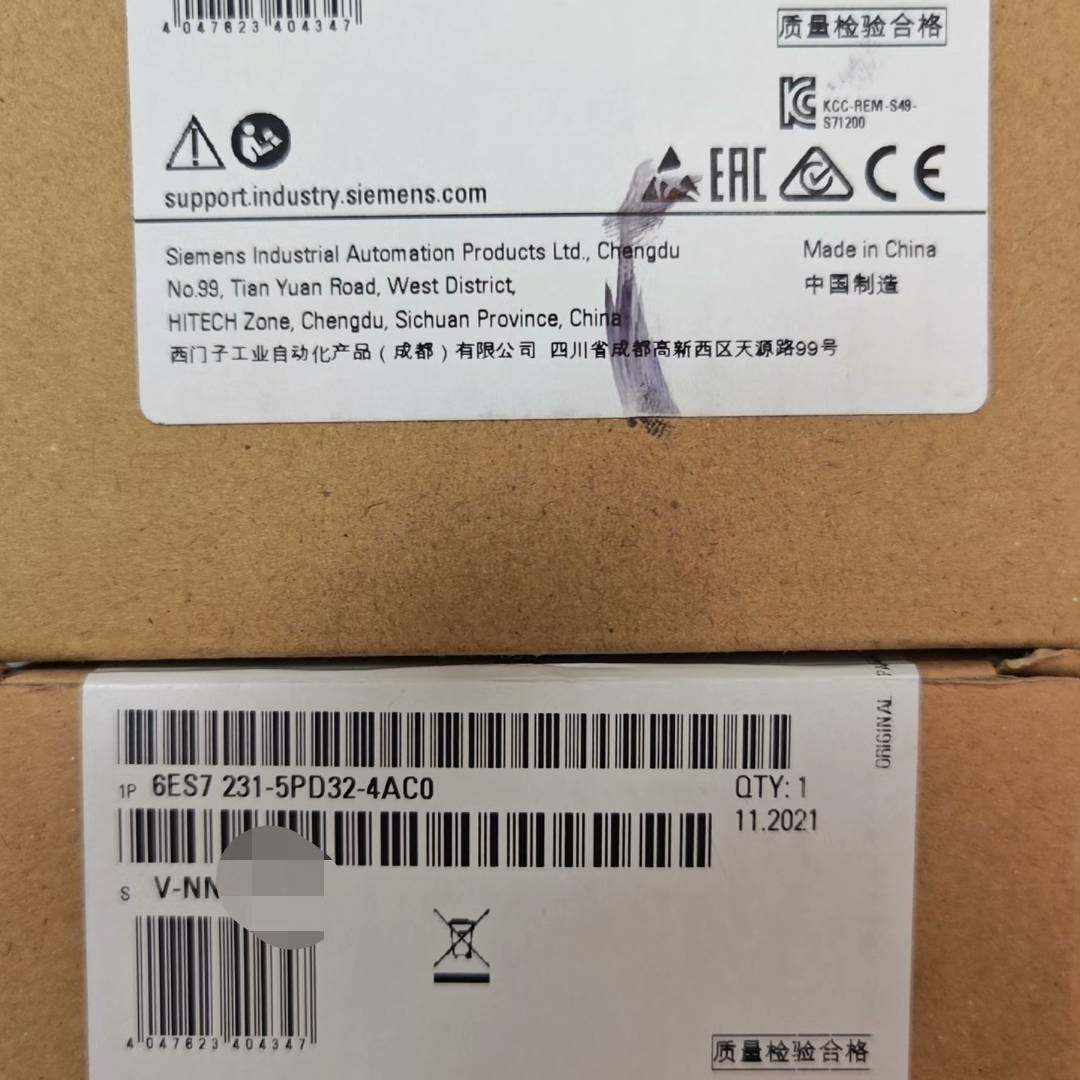 4 047623 404347
质量检验合格
KCC-REM-S49-
S71200
EAC
CE
support.industry.siemens.com
Siemens Industrial Automation Products Ltd., Chengdu
Made in China
No.99, Tian Yuan Road, West District,
中国制造
HITECH Zone, Chengdu, Sichuan Province, China
西门子工业自动化产品(成都)有限公司 四川省成都高新西区天源路99号
ORIGINAL
1P 6ES7 231-5PD32-4AC0
QTY: 1
11.2021
S V-NN
4 047623 404347
质量检验合格